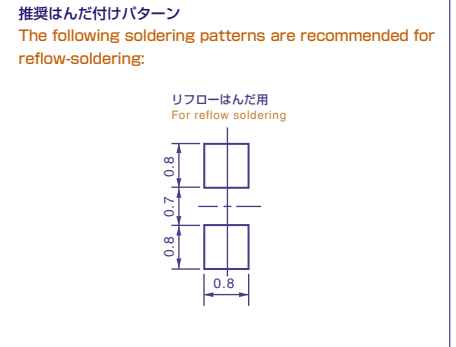 推奨はんだ付けパターン
The following soldering patterns are recommended for
reflow-soldering:
リフローはんだ用
For reflow soldering
0.8
0.7
0.8
0.8